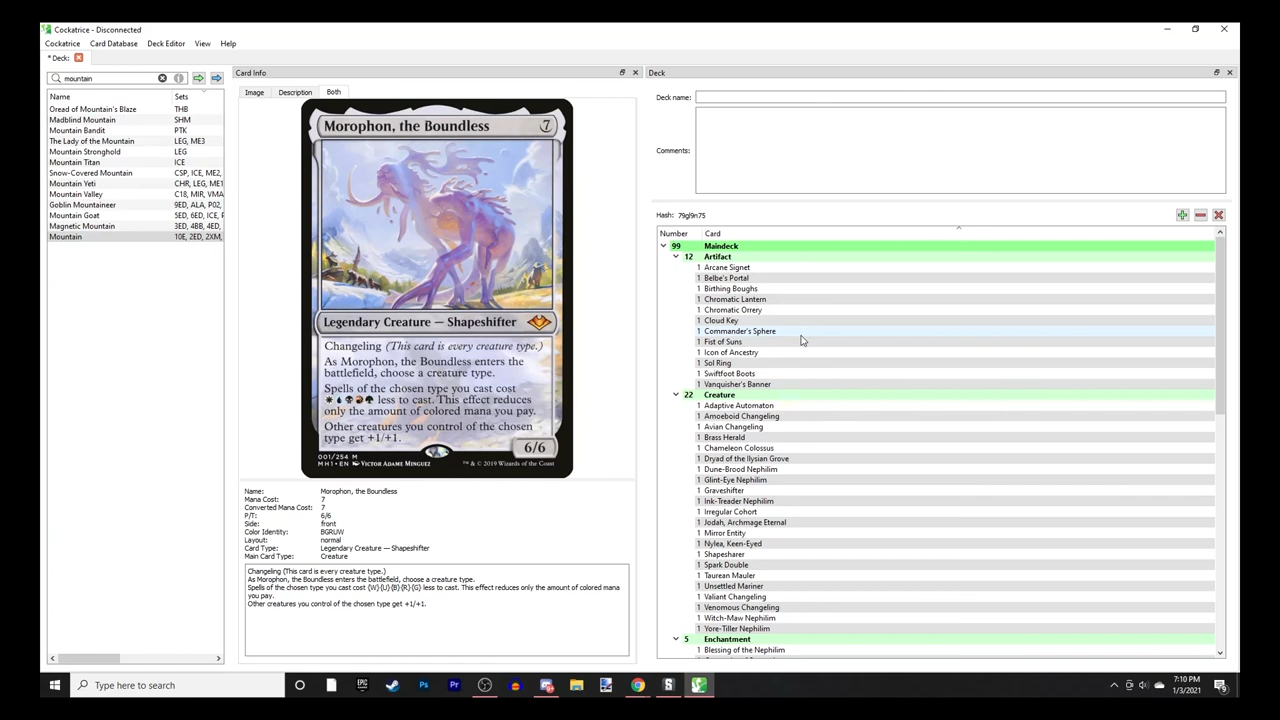 Cockatrice - Disconnected
Cockatrice Card Database Deck Editor View Help
* Deck:
mountain
Name Sets
Oread of Mountain's Blaze THB
Madblind Mountain SHM
Mountain Bandit PTK
The Lady of the Mountain LEG, ME3
Mountain Stronghold LEG
Mountain Titan ICE
Snow-Covered Mountain CSP, ICE, ME2,
Mountain Yeti CHR, LEG, ME1
Mountain Valley C18, MIR, VMA
Goblin Mountaineer 9ED, ALA, P02,
Mountain Goat 5ED, 6ED, ICE,
Magnetic Mountain 3ED, 4BB, 4ED,
Mountain 10E, 2ED, 2XM,
Card Info
Image Description Both
Morophon, the Boundless 7
Legendary Creature — Shapeshifter
Changeling (This card is every creature type.)
As Morophon, the Boundless enters the
battlefield, choose a creature type.
Spells of the chosen type you cast cost
less to cast. This effect reduces
only the amount of colored mana you pay.
Other creatures you control of the chosen
type get +1/+1.
6/6
001/254 M
MH1 • EN VICTOR ADAME MINGUEZ ™ & © 2019 Wizards of the Coast
Name: Morophon, the Boundless
Mana Cost: 7
Converted Mana Cost: 7
P/T: 6/6
Side: front
Color Identity: BGRUW
Layout: normal
Card Type: Legendary Creature — Shapeshifter
Main Card Type: Creature
Changeling (This card is every creature type.)
As Morophon, the Boundless enters the battlefield, choose a creature type.
Spells of the chosen type you cast cost {W}{U}{B}{R}{G} less to cast. This effect reduces only the amount of colored mana
you pay.
Other creatures you control of the chosen type get +1/+1.
Deck
Deck name:
Comments:
Hash: 79gl9n75
Number Card
99 Maindeck
12 Artifact
1 Arcane Signet
1 Belbe's Portal
1 Birthing Boughs
1 Chromatic Lantern
1 Chromatic Orrery
1 Cloud Key
1 Commander's Sphere
1 Fist of Suns
1 Icon of Ancestry
1 Sol Ring
1 Swiftfoot Boots
1 Vanquisher's Banner
22 Creature
1 Adaptive Automaton
1 Amoeboid Changeling
1 Avian Changeling
1 Brass Herald
1 Chameleon Colossus
1 Dryad of the Ilysian Grove
1 Dune-Brood Nephilim
1 Glint-Eye Nephilim
1 Graveshifter
1 Ink-Treader Nephilim
1 Irregular Cohort
1 Jodah, Archmage Eternal
1 Mirror Entity
1 Nylea, Keen-Eyed
1 Shapesharer
1 Spark Double
1 Taurean Mauler
1 Unsettled Mariner
1 Valiant Changeling
1 Venomous Changeling
1 Witch-Maw Nephilim
1 Yore-Tiller Nephilim
5 Enchantment
1 Blessing of the Nephilim
Type here to search
EPIC
Ps
Pr
7:10 PM
1/3/2021
9